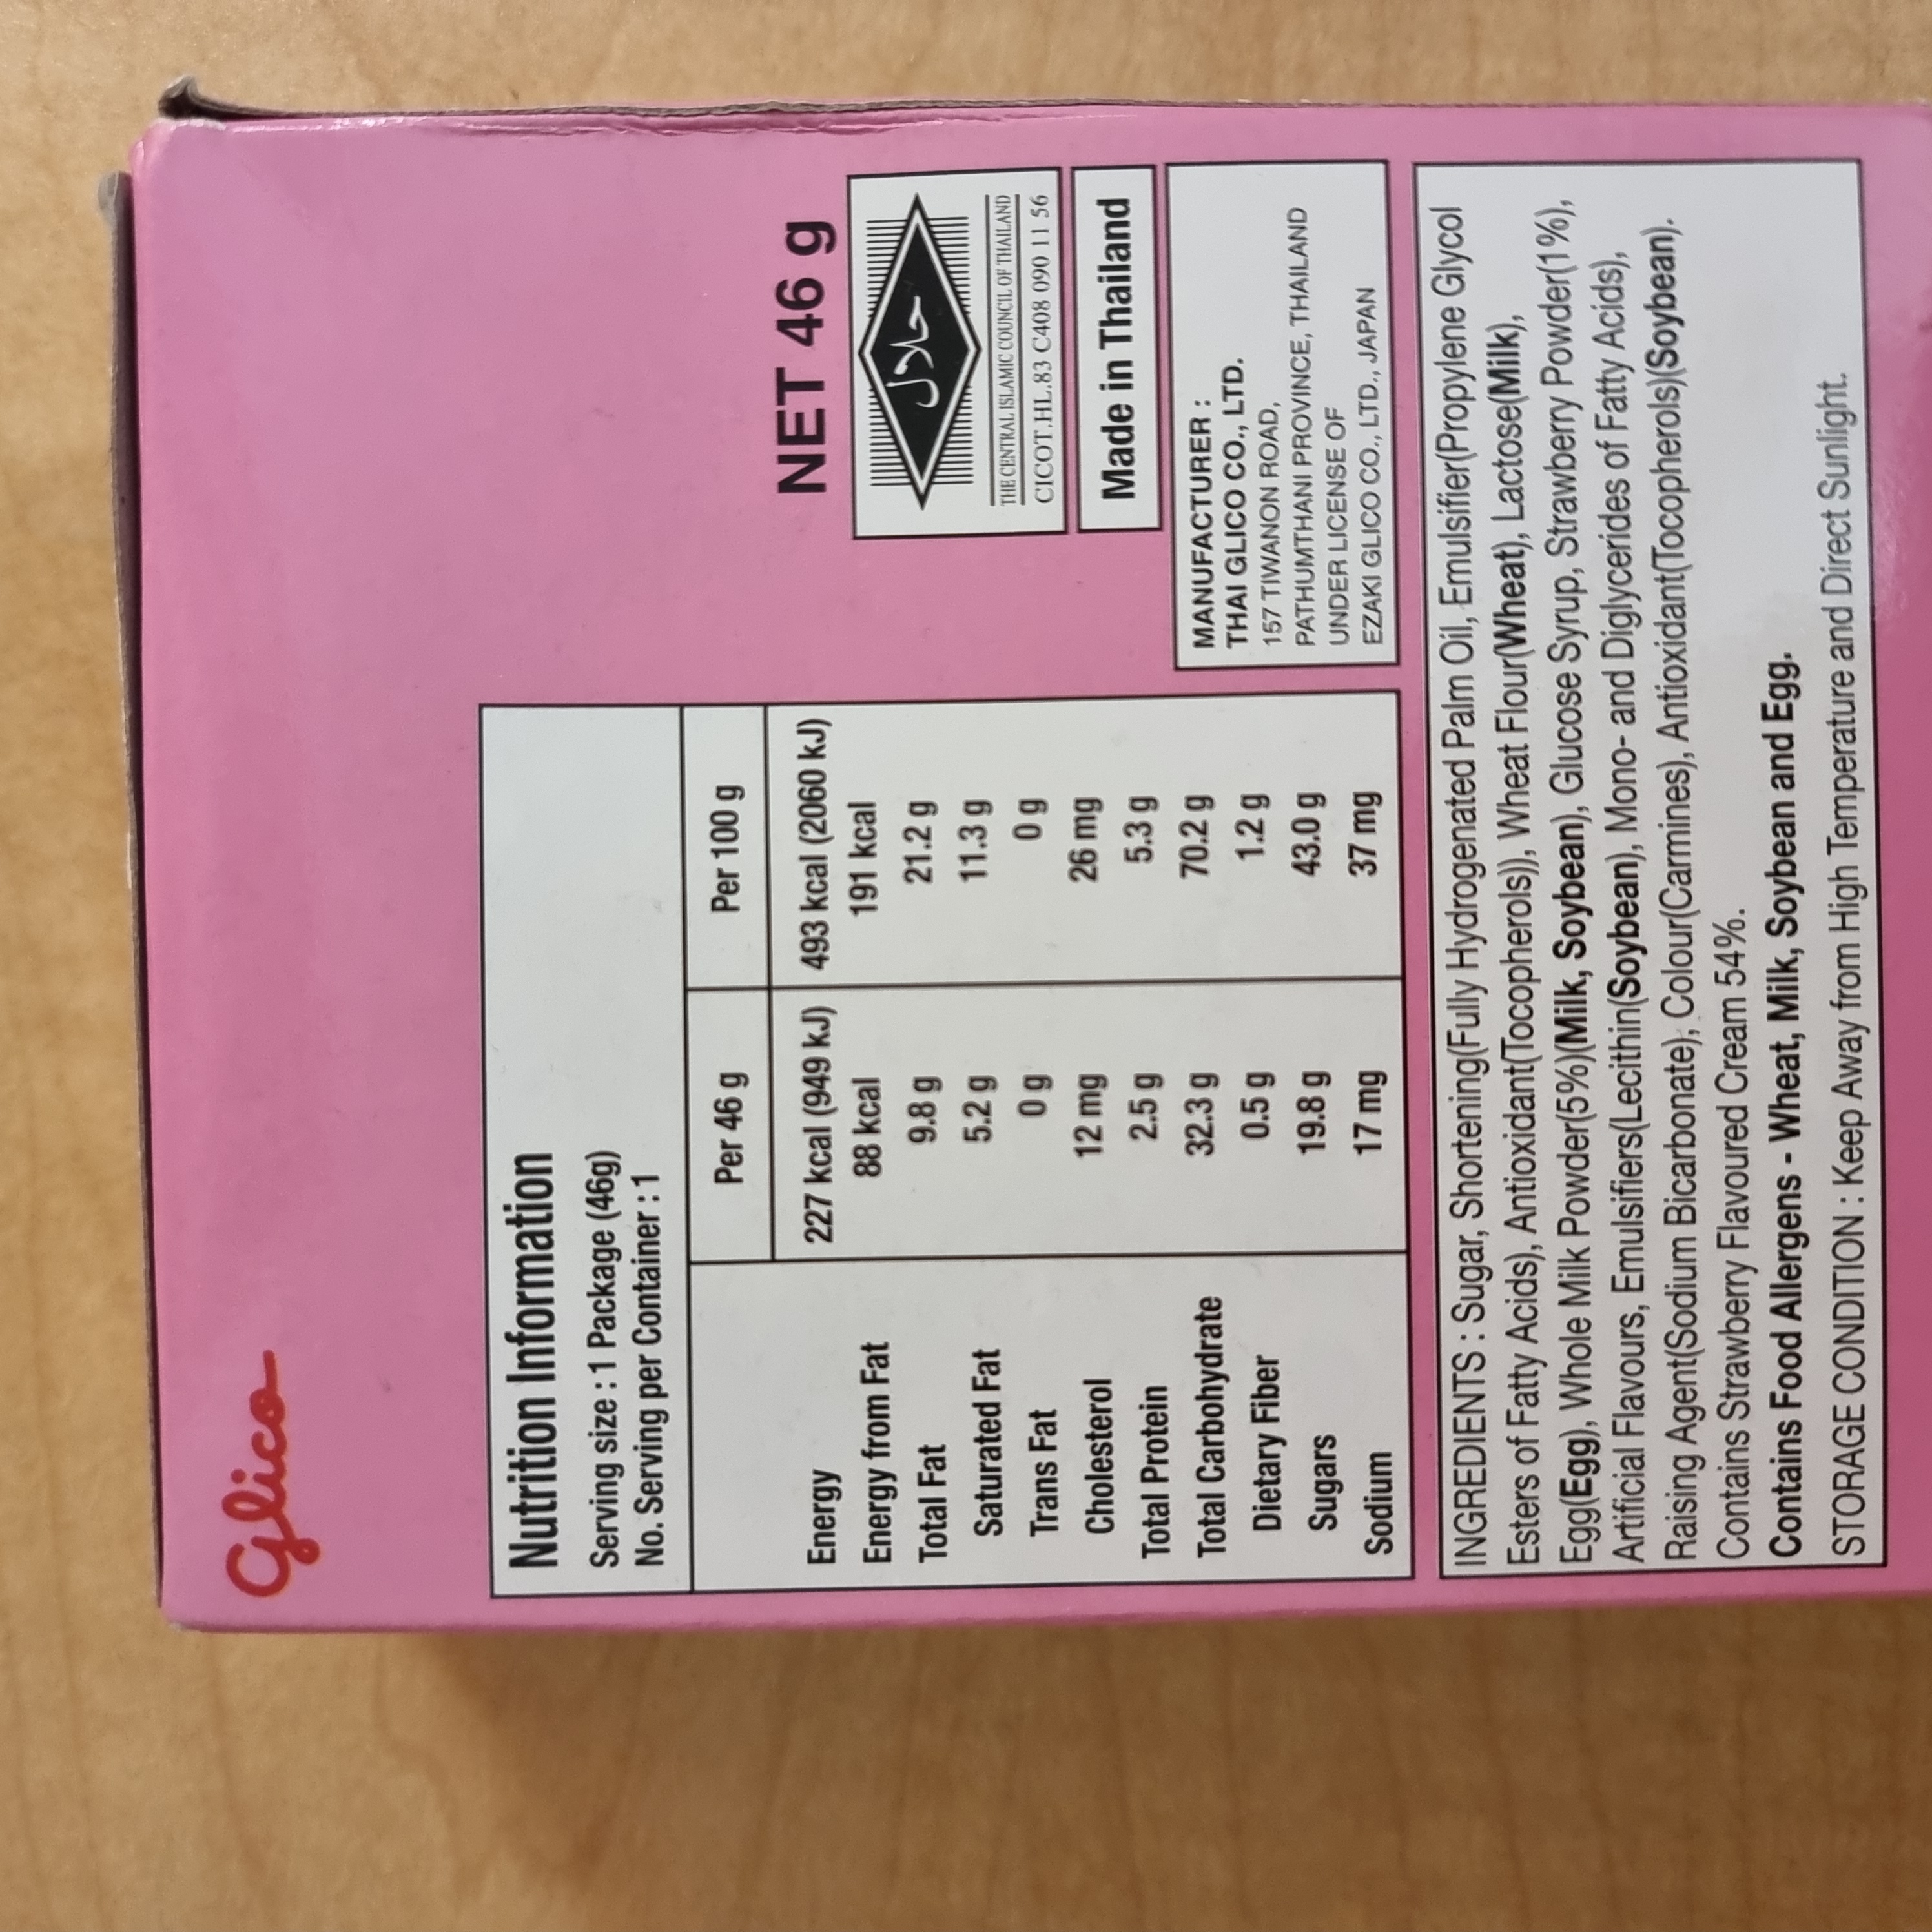 Glico
Nutrition Information
Serving size : 1 Package (46g)
No. Serving per Container : 1
Per 46 g Per 100 g
Energy 227 kcal (949 kJ) 493 kcal (2060 kJ)
Energy from Fat 88 kcal 191 kcal
Total Fat 9.8 g 21.2 g
Saturated Fat 5.2 g 11.3 g
Trans Fat 0 g 0 g
Cholesterol 12 mg 26 mg
Total Protein 2.5 g 5.3 g
Total Carbohydrate 32.3 g 70.2 g
Dietary Fiber 0.5 g 1.2 g
Sugars 19.8 g 43.0 g
Sodium 17 mg 37 mg
NET 46 g
حلال
THE CENTRAL ISLAMIC COUNCIL OF THAILAND
CICOT.HL.83 C408 090 11 56
Made in Thailand
MANUFACTURER :
THAI GLICO CO., LTD.
157 TIWANON ROAD,
PATHUMTHANI PROVINCE, THAILAND
UNDER LICENSE OF
EZAKI GLICO CO., LTD., JAPAN
INGREDIENTS : Sugar, Shortening(Fully Hydrogenated Palm Oil, Emulsifier(Propylene Glycol
Esters of Fatty Acids), Antioxidant(Tocopherols)), Wheat Flour(Wheat), Lactose(Milk),
Egg(Egg), Whole Milk Powder(5%)(Milk, Soybean), Glucose Syrup, Strawberry Powder(1%),
Artificial Flavours, Emulsifiers(Lecithin(Soybean), Mono- and Diglycerides of Fatty Acids),
Raising Agent(Sodium Bicarbonate), Colour(Carmines), Antioxidant(Tocopherols)(Soybean).
Contains Strawberry Flavoured Cream 54%.
Contains Food Allergens - Wheat, Milk, Soybean and Egg.
STORAGE CONDITION : Keep Away from High Temperature and Direct Sunlight.